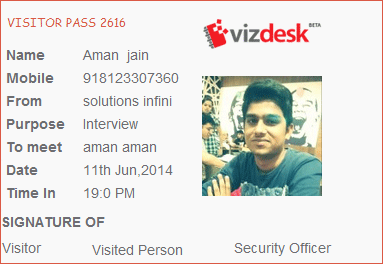 VISITOR PASS 2616
vizdesk BETA
Name Aman jain
Mobile 918123307360
From solutions infini
Purpose Interview
To meet aman aman
Date 11th Jun,2014
Time In 19:0 PM
SIGNATURE OF
Visitor Visited Person Security Officer